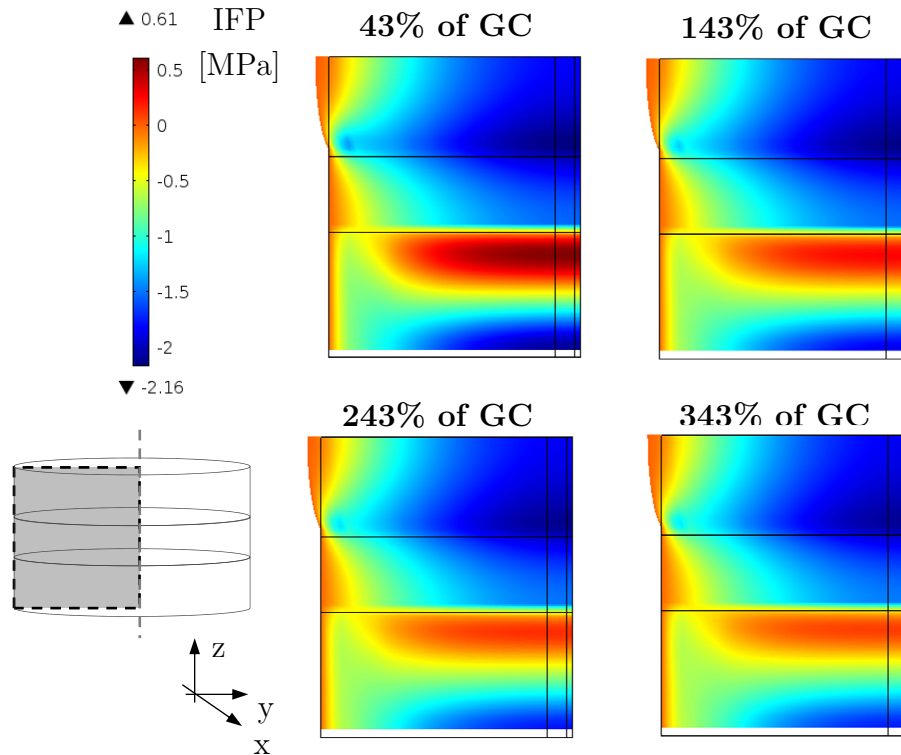 ▲ 0.61
IFP
[MPa]
0.5
0
-0.5
-1
-1.5
-2
▼ -2.16
43% of GC
143% of GC
243% of GC
343% of GC
z
y
x